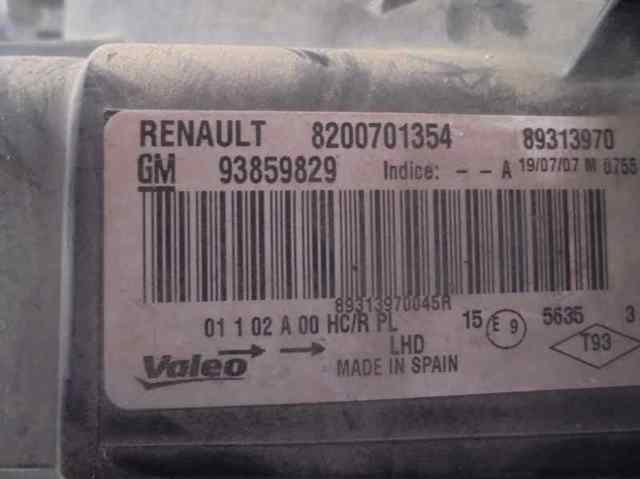 RENAULT 8200701354 89313970
GM 93859829 Indice: - - A 19/07/07 M 0755
89313970045R
01 1 02 A 00 HC/R PL 15 E 9 5635 3
Valeo LHD T93
MADE IN SPAIN